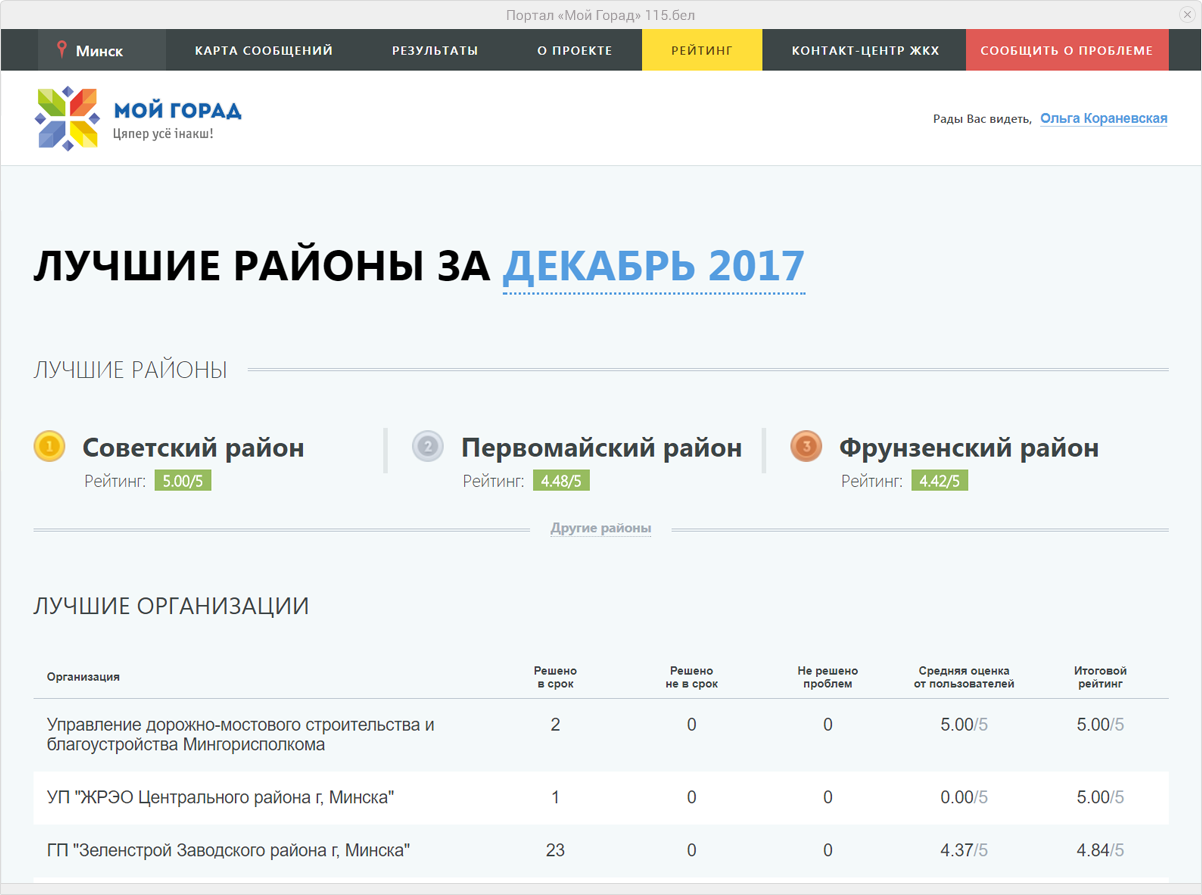 Портал «Мой Горад» 115.бел
Минск
КАРТА СООБЩЕНИЙ
РЕЗУЛЬТАТЫ
О ПРОЕКТЕ
РЕЙТИНГ
КОНТАКТ-ЦЕНТР ЖКХ
СООБЩИТЬ О ПРОБЛЕМЕ
МОЙ ГОРАД
Цяпер усё інакш!
Рады Вас видеть, Ольга Кораневская
ЛУЧШИЕ РАЙОНЫ ЗА ДЕКАБРЬ 2017
ЛУЧШИЕ РАЙОНЫ
1 Советский район
Рейтинг: 5.00/5
2 Первомайский район
Рейтинг: 4.48/5
3 Фрунзенский район
Рейтинг: 4.42/5
Другие районы
ЛУЧШИЕ ОРГАНИЗАЦИИ
Организация
Решено
в срок
Решено
не в срок
Не решено
проблем
Средняя оценка
от пользователей
Итоговой
рейтинг
Управление дорожно-мостового строительства и
благоустройства Мингорисполкома
2 0 0 5.00/5 5.00/5
УП "ЖРЭО Центрального района г, Минска" 1 0 0 0.00/5 5.00/5
ГП "Зеленстрой Заводского района г, Минска" 23 0 0 4.37/5 4.84/5